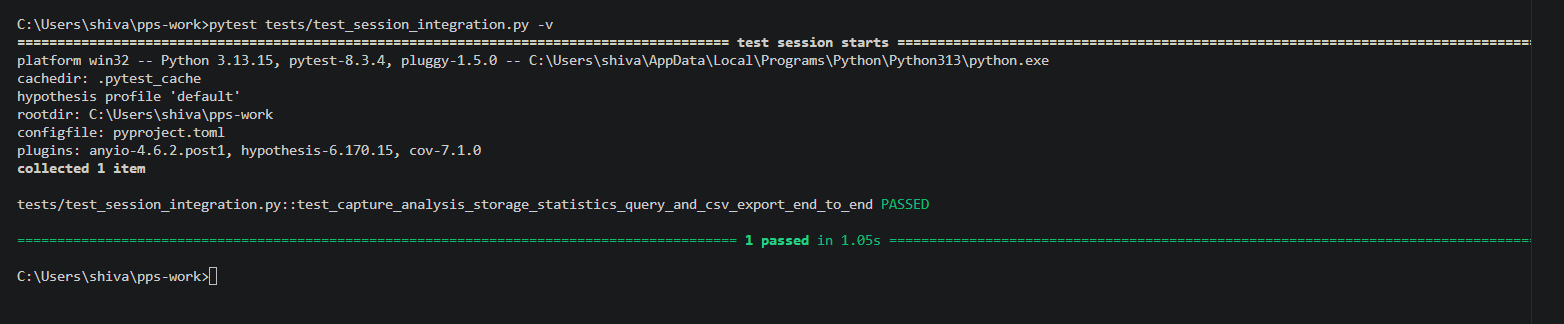 C:\Users\shiva\pps-work>pytest tests/test_session_integration.py -v
========================================================================================= test session starts ================================================================================
platform win32 -- Python 3.13.15, pytest-8.3.4, pluggy-1.5.0 -- C:\Users\shiva\AppData\Local\Programs\Python\Python313\python.exe
cachedir: .pytest_cache
hypothesis profile 'default'
rootdir: C:\Users\shiva\pps-work
configfile: pyproject.toml
plugins: anyio-4.6.2.post1, hypothesis-6.170.15, cov-7.1.0
collected 1 item
tests/test_session_integration.py::test_capture_analysis_storage_statistics_query_and_csv_export_end_to_end PASSED
========================================================================================== 1 passed in 1.05s =================================================================================
C:\Users\shiva\pps-work>